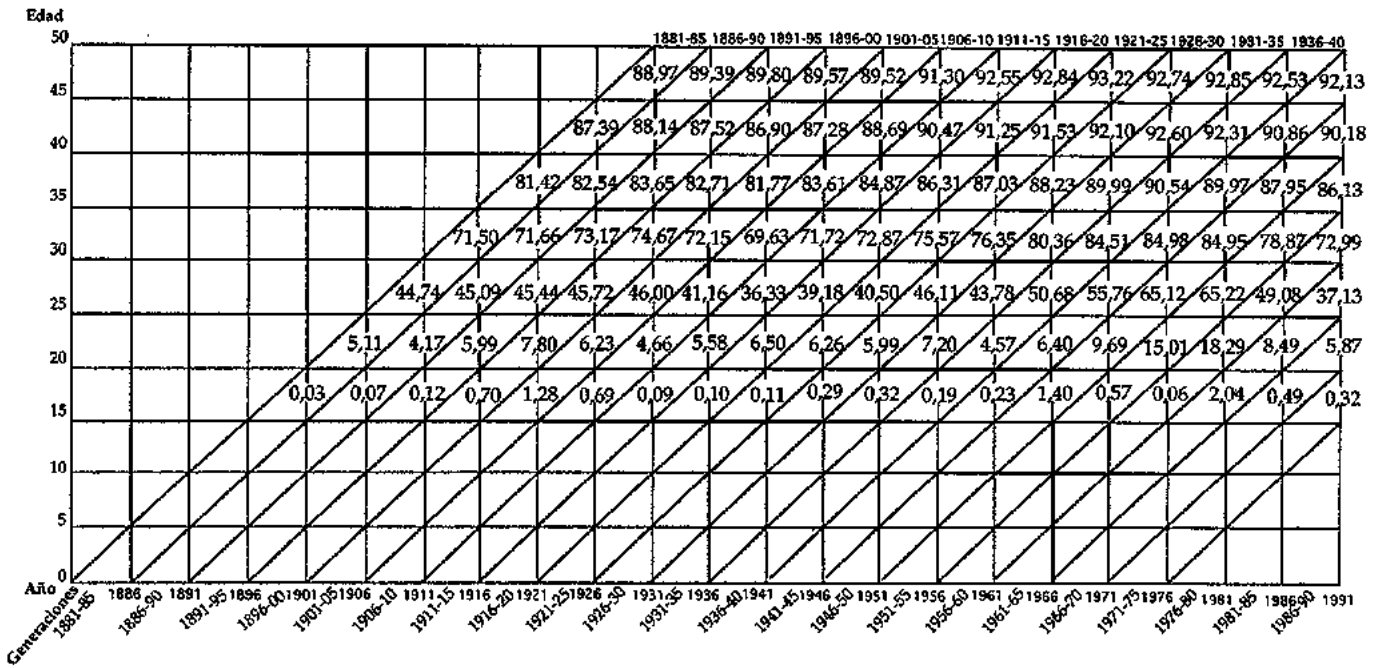 Edad
50
1881-85 1886-90 1891-95 1896-00 1901-05 1906-10 1911-15 1916-20 1921-25 1926-30 1931-35 1936-40
88,97 89,39 89,80 89,57 89,52 91,30 92,55 92,84 93,22 92,74 92,85 92,53 92,13
45
87,39 88,14 87,52 86,90 87,28 88,69 90,47 91,25 91,53 92,10 92,60 92,31 90,86 90,18
40
81,42 82,54 83,65 82,71 81,77 83,61 84,87 86,31 87,03 88,23 89,99 90,54 89,97 87,95 86,13
35
71,50 71,66 73,17 74,67 72,15 69,63 71,72 72,87 75,57 76,35 80,36 84,51 84,98 84,95 78,87 72,99
30
44,74 45,09 45,44 45,72 46,00 41,16 36,33 39,18 40,50 46,11 43,78 50,68 55,76 65,12 65,22 49,08 37,13
25
5,11 4,17 5,99 7,80 6,23 4,66 5,58 6,50 6,26 5,99 7,20 4,57 6,40 9,69 15,01 18,29 8,49 5,87
20
0,03 0,07 0,12 0,70 1,28 0,69 0,09 0,10 0,11 0,29 0,32 0,19 0,23 1,40 0,57 0,06 2,04 0,49 0,32
15
10
5
0
Año 1886 1891 1896 1901 1906 1911 1916 1921 1926 1931 1936 1941 1946 1951 1956 1961 1966 1971 1976 1981 1986 1991
Generaciones 1881-85 1886-90 1891-95 1896-00 1901-05 1906-10 1911-15 1916-20 1921-25 1926-30 1931-35 1936-40 1941-45 1946-50 1951-55 1956-60 1961-65 1966-70 1971-75 1976-80 1981-85 1986-90